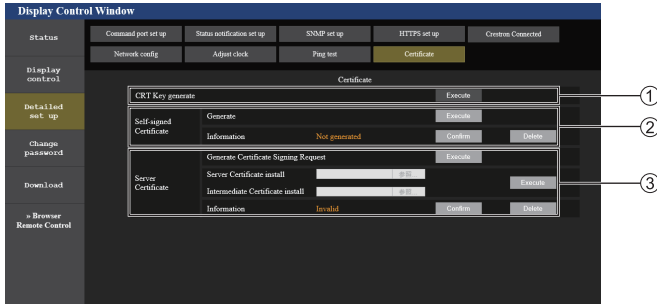 Display Control Window
Status
Command port set up
Status notification set up
SNMP set up
HTTPS set up
Crestron Connected
Network config
Adjust clock
Ping test
Certificate
Display
control
Detailed
set up
Change
password
Download
» Browser
Remote Control
Certificate
CRT Key generate
Execute
1
Self-signed
Certificate
Generate
Execute
Information
Not generated
Confirm
Delete
2
Server
Certificate
Generate Certificate Signing Request
Execute
Server Certificate install
参照...
Intermediate Certificate install
参照...
Execute
Information
Invalid
Confirm
Delete
3